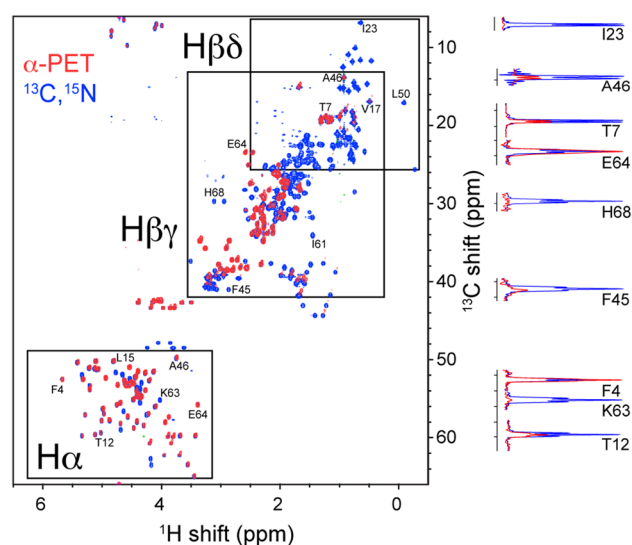 Hβδ
I23
α-PET
¹³C,¹⁵N
A46
L50
T7
V17
E64
H68
Hβγ
I61
F45
L15
A46
F4
K63
E64
T12
Hα
10
20
30
40
50
60
¹³C shift (ppm)
6
4
2
0
¹H shift (ppm)
I23
A46
T7
E64
H68
F45
F4
K63
T12